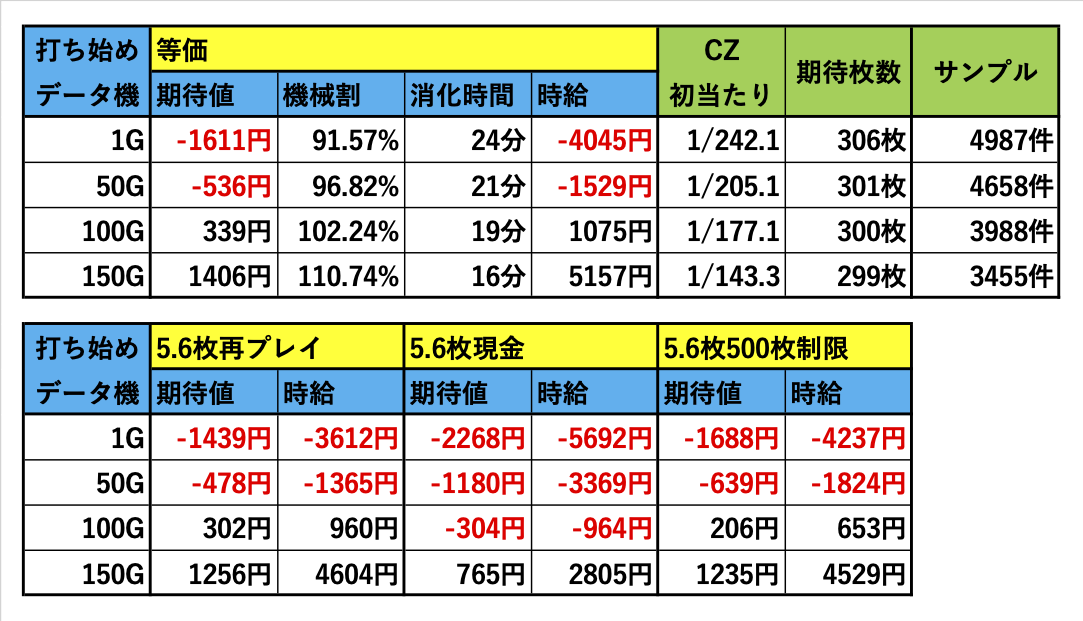 打ち始め 等価 CZ 期待枚数 サンプル
データ機 期待値 機械割 消化時間 時給 初当たり
1G -1611円 91.57% 24分 -4045円 1/242.1 306枚 4987件
50G -536円 96.82% 21分 -1529円 1/205.1 301枚 4658件
100G 339円 102.24% 19分 1075円 1/177.1 300枚 3988件
150G 1406円 110.74% 16分 5157円 1/143.3 299枚 3455件
打ち始め 5.6枚再プレイ 5.6枚現金 5.6枚500枚制限
データ機 期待値 時給 期待値 時給 期待値 時給
1G -1439円 -3612円 -2268円 -5692円 -1688円 -4237円
50G -478円 -1365円 -1180円 -3369円 -639円 -1824円
100G 302円 960円 -304円 -964円 206円 653円
150G 1256円 4604円 765円 2805円 1235円 4529円